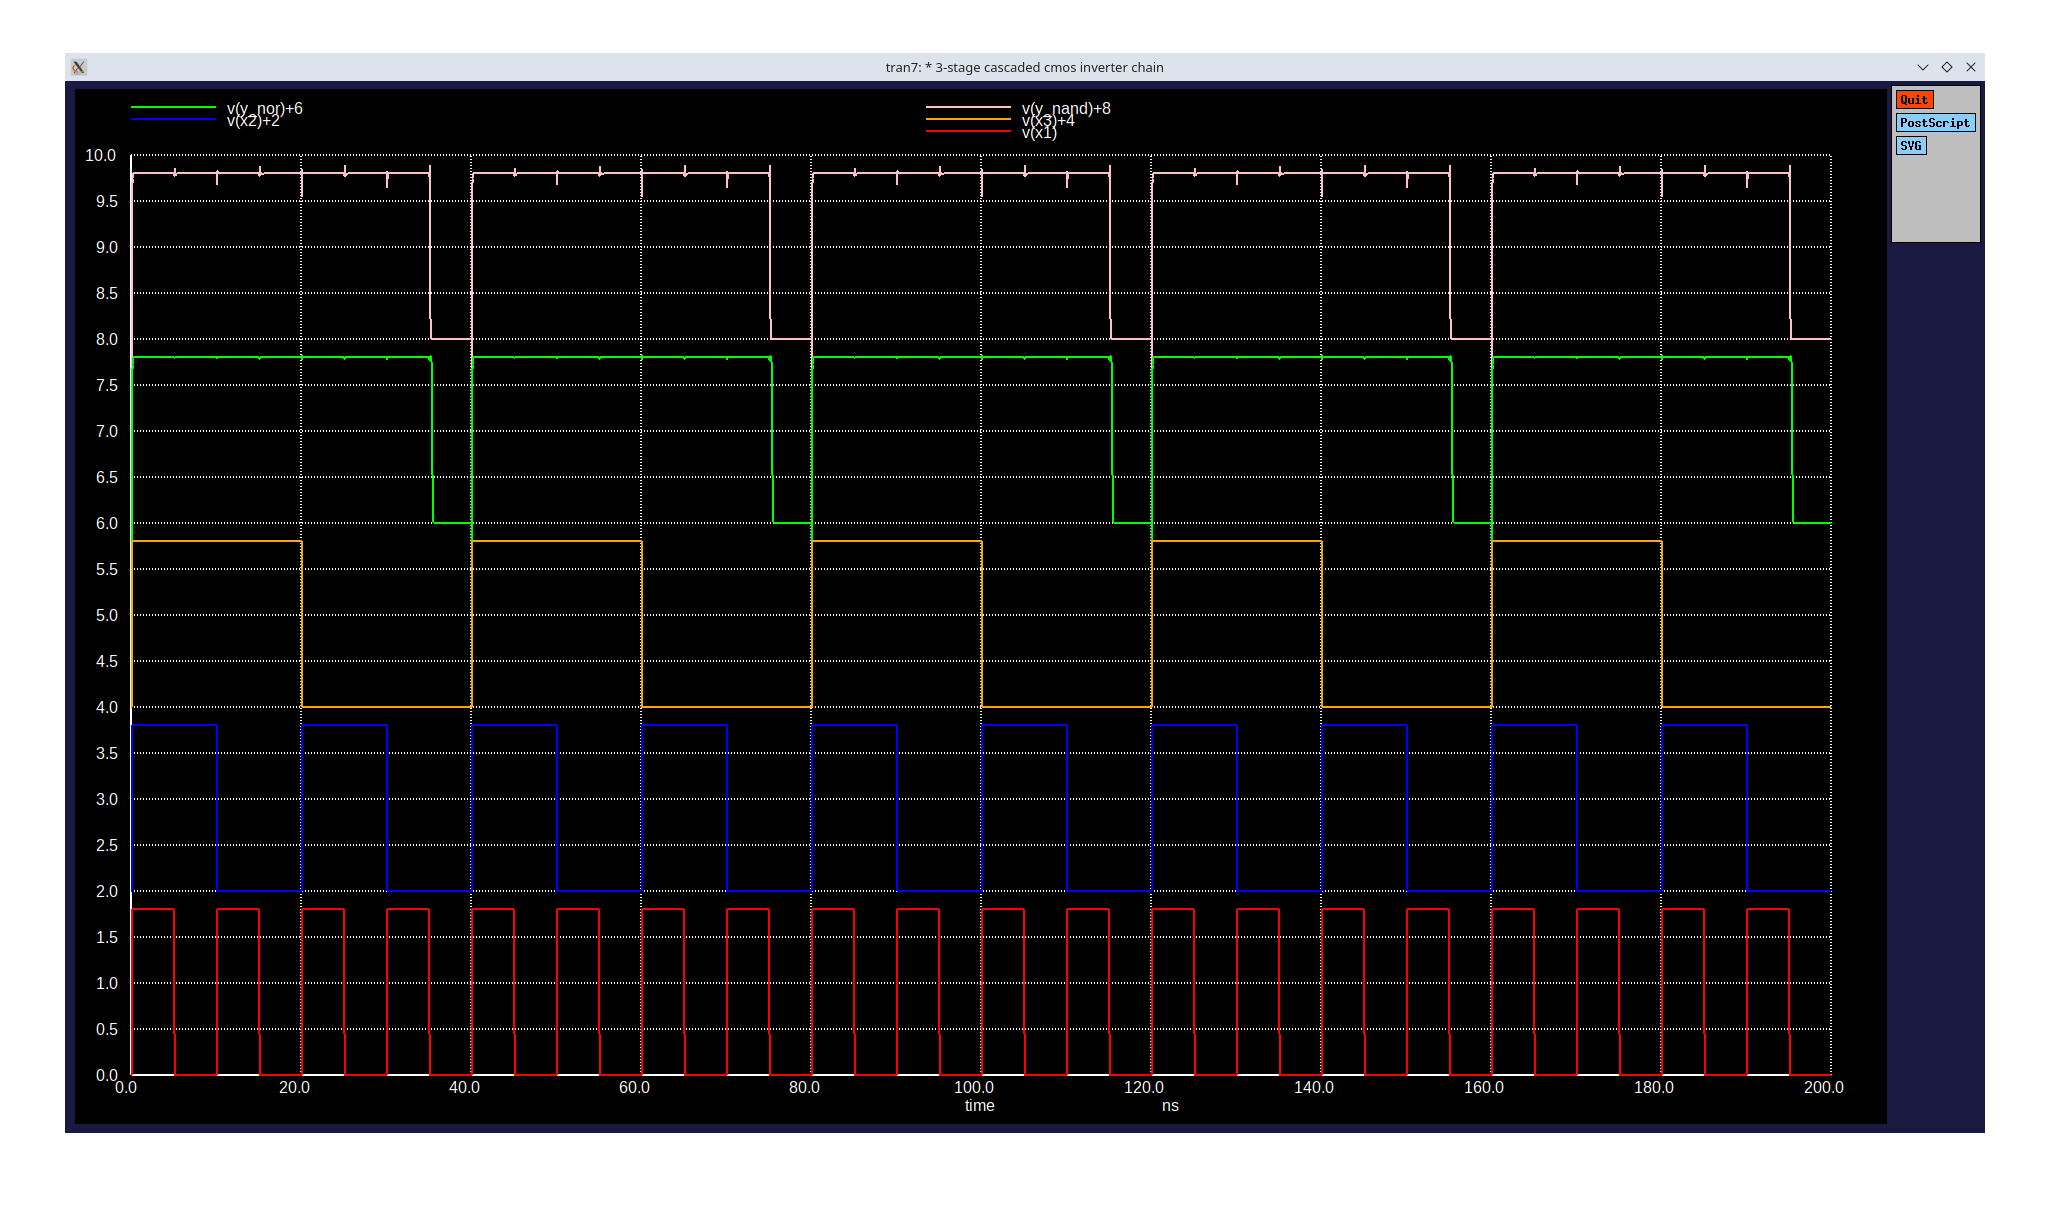 tran7: * 3-stage cascaded cmos inverter chain
Quit
PostScript
SVG
v(y_nor)+6
v(y_nand)+8
v(x2)+2
v(x3)+4
v(x1)
10.0
9.5
9.0
8.5
8.0
7.5
7.0
6.5
6.0
5.5
5.0
4.5
4.0
3.5
3.0
2.5
2.0
1.5
1.0
0.5
0.0
0.0 20.0 40.0 60.0 80.0 100.0 120.0 140.0 160.0 180.0 200.0
time ns